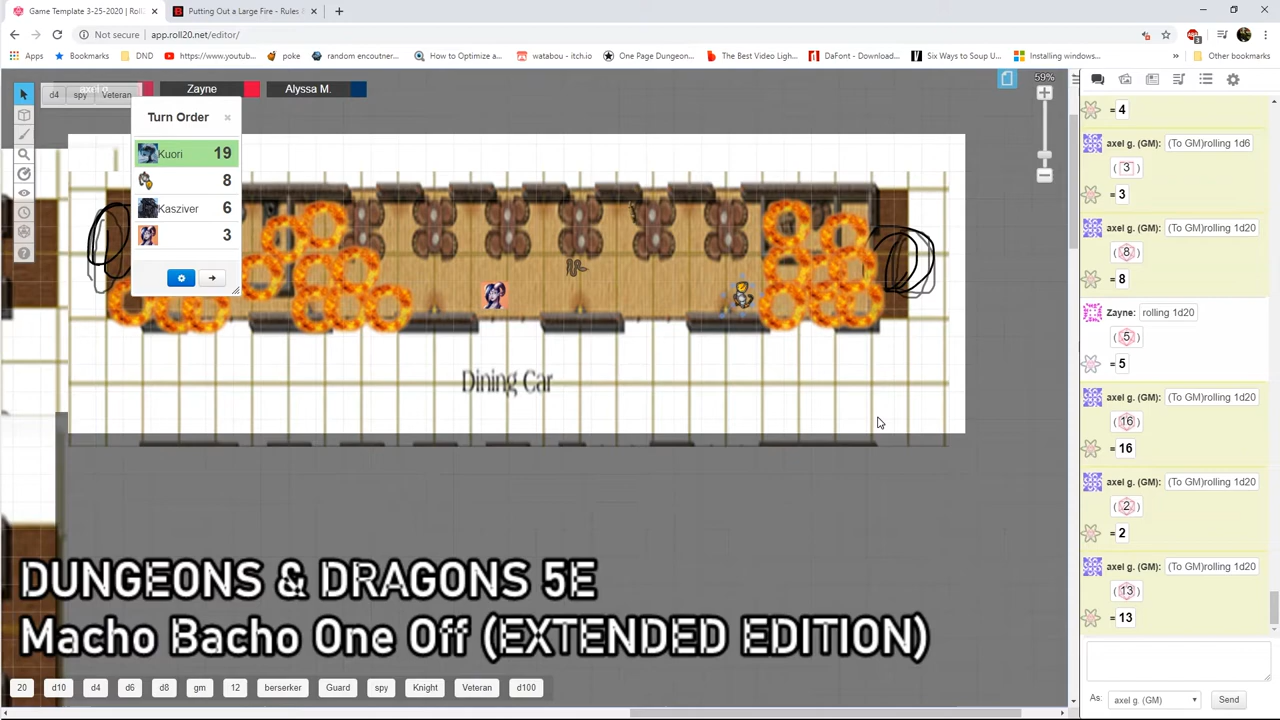 Game Template 3-25-2020 | Roll2
Putting Out a Large Fire - Rules &
Not secure | app.roll20.net/editor/
Apps Bookmarks DND https://www.youtube... poke random encoutner... watabou - itch.io One Page Dungeon... The Best Video Ligh... DaFont - Download... How to Optimize a... Six Ways to Soup U... Installing windows... Other bookmarks
d4 spy Veteran Zayne Alyssa M.
59%
Turn Order
Kuori 19
8
Kasziver 6
3
Dining Car
= 4
axel g. (GM): (To GM)rolling 1d6
( 3 )
= 3
axel g. (GM): (To GM)rolling 1d20
( 8 )
= 8
Zayne: rolling 1d20
( 5 )
= 5
axel g. (GM): (To GM)rolling 1d20
( 16 )
= 16
axel g. (GM): (To GM)rolling 1d20
( 2 )
= 2
axel g. (GM): (To GM)rolling 1d20
( 13 )
= 13
DUNGEONS & DRAGONS 5E
Macho Bacho One Off (EXTENDED EDITION)
20 d10 d4 d6 d8 gm 12 berserker Guard spy Knight Veteran d100
As: axel g. (GM) Send